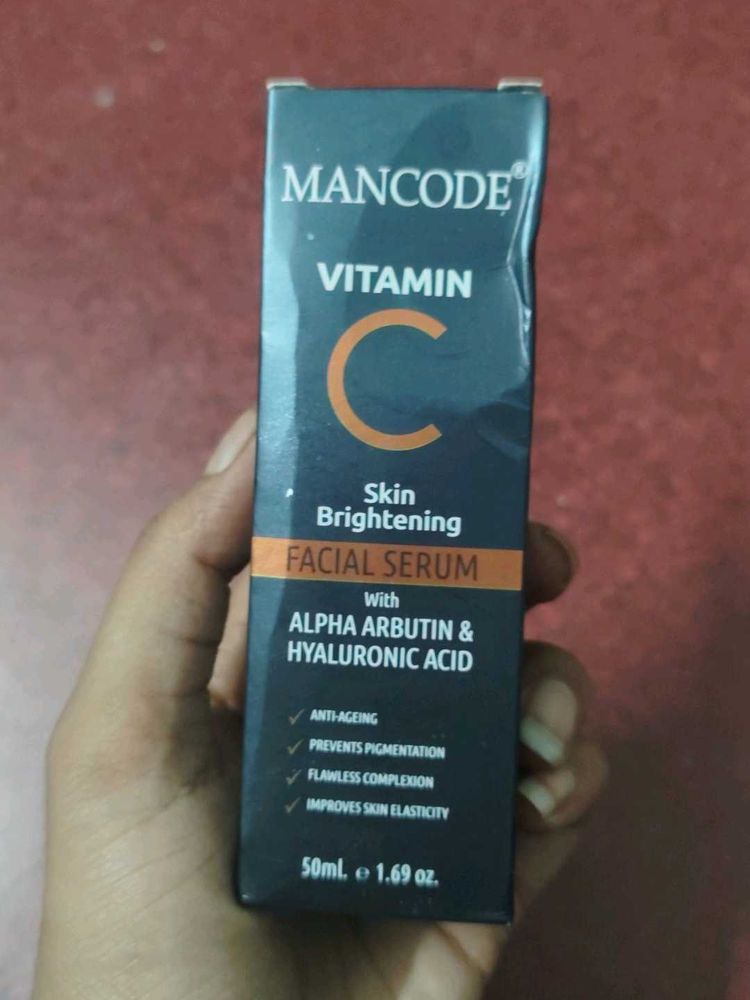 MANCODE®
VITAMIN
C
Skin
Brightening
FACIAL SERUM
With
ALPHA ARBUTIN &
HYALURONIC ACID
✓ ANTI-AGEING
✓ PREVENTS PIGMENTATION
✓ FLAWLESS COMPLEXION
✓ IMPROVES SKIN ELASTICITY
50ml. ℮ 1.69 oz.